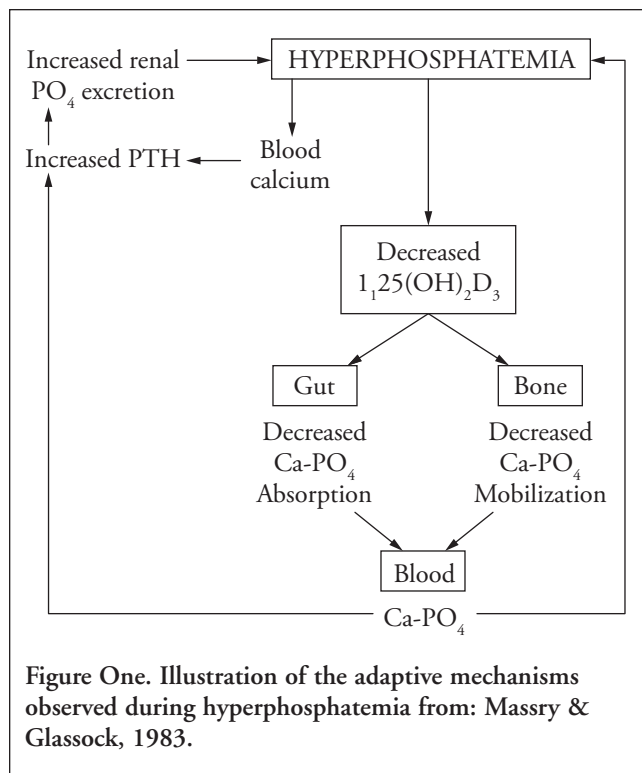 Increased renal
PO₄ excretion
HYPERPHOSPHATEMIA
Increased PTH
Blood
calcium
Decreased
1₁25(OH)₂D₃
Gut
Bone
Decreased
Ca-PO₄
Absorption
Decreased
Ca-PO₄
Mobilization
Blood
Ca-PO₄
Figure One. Illustration of the adaptive mechanisms
observed during hyperphosphatemia from: Massry &
Glassock, 1983.